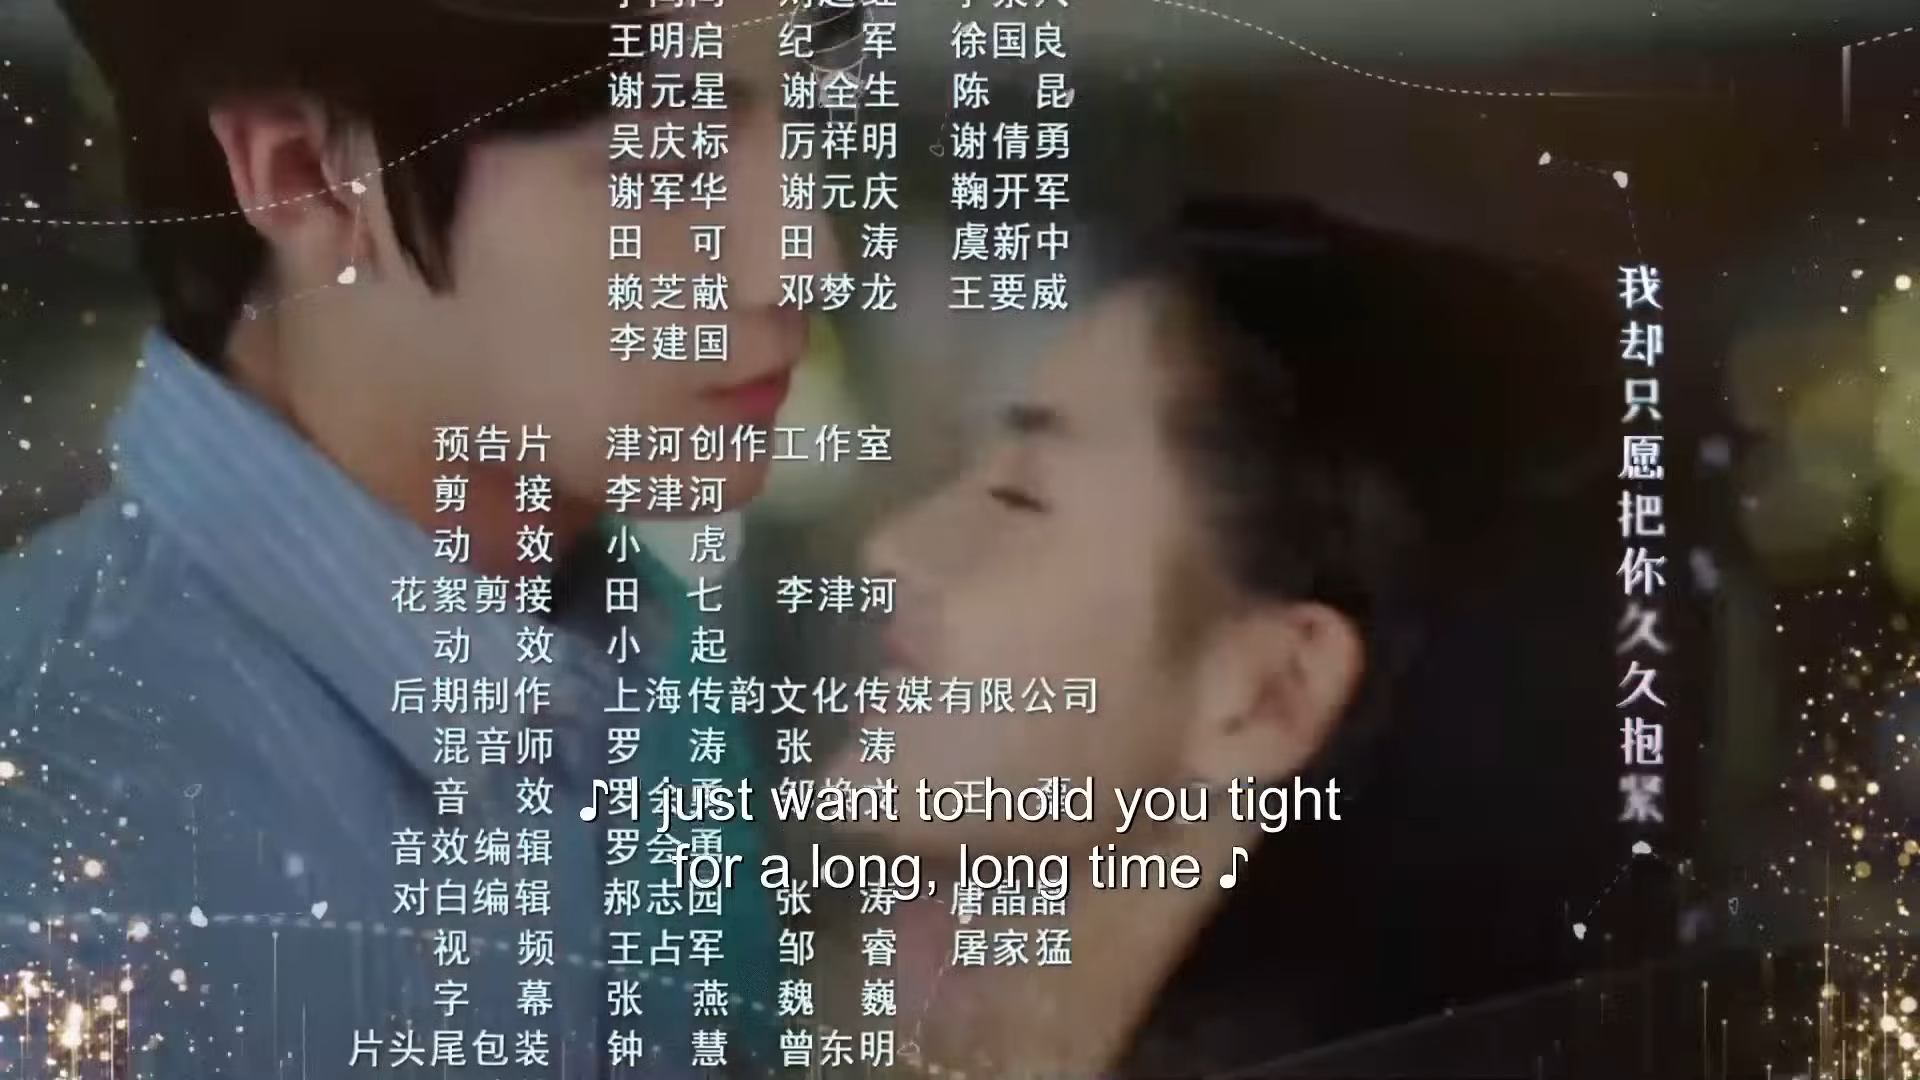 王明启 纪 军 徐国良
谢元星 谢全生 陈 昆
吴庆标 厉祥明 谢倩勇
谢军华 谢元庆 鞠开军
田 可 田 涛 虞新中
赖芝献 邓梦龙 王要威
李建国
预告片 津河创作工作室
剪 接 李津河
动 效 小 虎
花絮剪接 田 七 李津河
动 效 小 起
后期制作 上海传韵文化传媒有限公司
混音师 罗 涛 张 涛
音 效 罗会勇 王 磊
音效编辑 罗会勇
对白编辑 郝志园 张 涛 唐晶晶
视 频 王占军 邹 睿 屠家猛
字 幕 张 燕 魏 巍
片头尾包装 钟 慧 曾东明
♪ I just want to hold you tight
for a long, long time ♪
我却只愿把你久久抱紧